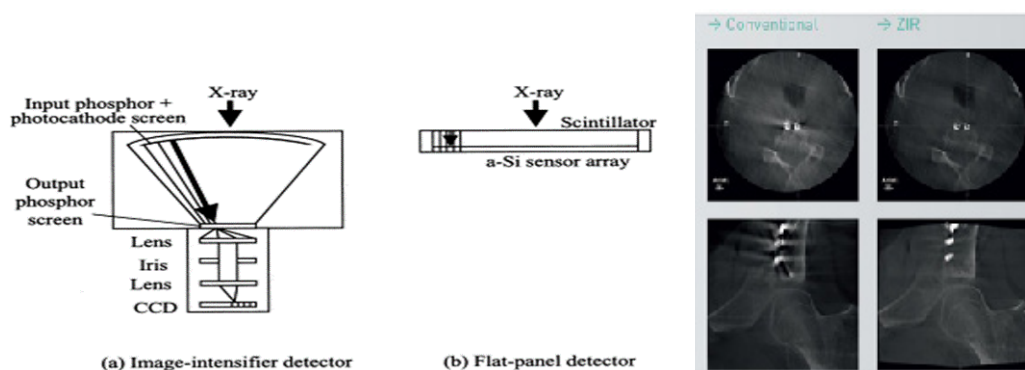 X-ray
Input phosphor +
photocathode screen
Output
phosphor
screen
Lens
Iris
Lens
CCD
(a) Image-intensifier detector
X-ray
Scintillator
a-Si sensor array
(b) Flat-panel detector
→ Conventional
→ ZIR